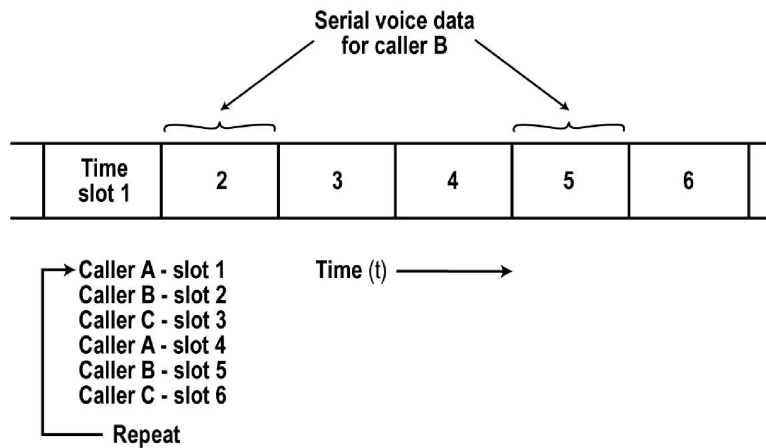 Serial voice data
for caller B
Time
slot 1
2
3
4
5
6
Caller A - slot 1
Caller B - slot 2
Caller C - slot 3
Caller A - slot 4
Caller B - slot 5
Caller C - slot 6
Repeat
Time (t)